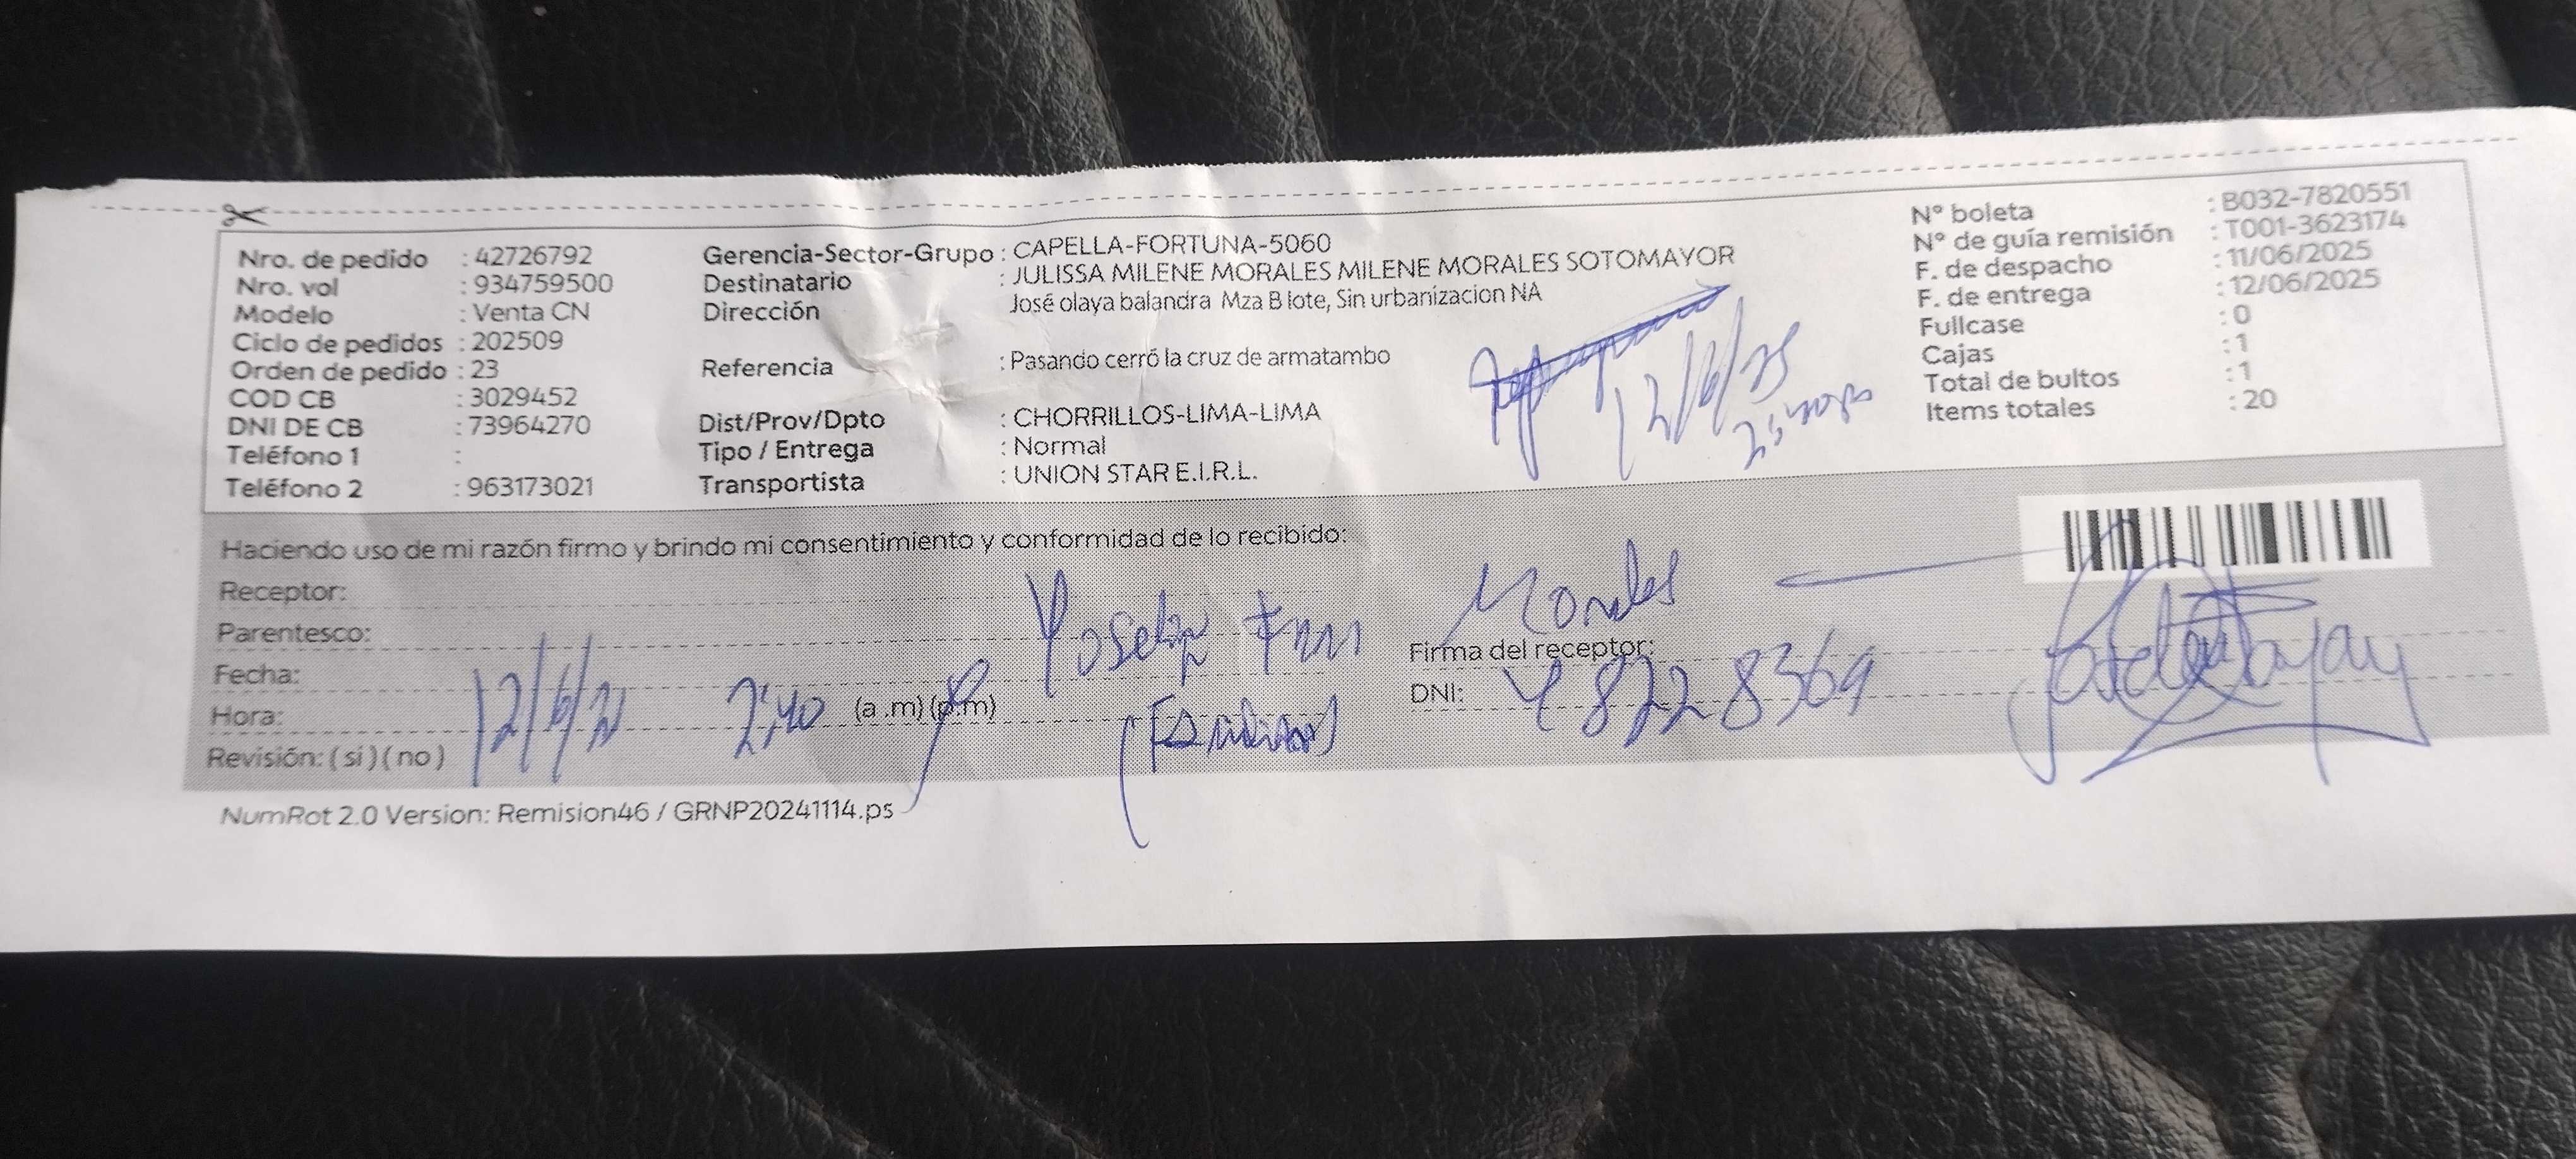 Nro. de pedido : 42726792
Nro. vol : 934759500
Modelo : Venta CN
Ciclo de pedidos : 202509
Orden de pedido : 23
COD CB : 3029452
DNI DE CB : 73964270
Teléfono 1 :
Teléfono 2 : 963173021
Gerencia-Sector-Grupo : CAPELLA-FORTUNA-5060
Destinatario : JULISSA MILENE MORALES MILENE MORALES SOTOMAYOR
Dirección José olaya balandra Mza B lote, Sin urbanizacion NA
Referencia : Pasando cerró la cruz de armatambo
Dist/Prov/Dpto : CHORRILLOS-LIMA-LIMA
Tipo / Entrega : Normal
Transportista : UNION STAR E.I.R.L.
12/6/25
N° boleta : B032-7820551
N° de guía remisión : T001-3623174
F. de despacho : 11/06/2025
F. de entrega : 12/06/2025
Fullcase : 0
Cajas : 1
Total de bultos : 1
Items totales : 20
Haciendo uso de mi razón firmo y brindo mi consentimiento y conformidad de lo recibido:
Receptor:
Parentesco:
Fecha:
Hora: 2:40 (a .m) (p.m)
Revisión: ( si ) ( no )
Morales
Firma del receptor:
DNI: 48228369
NumRot 2.0 Version: Remision46 / GRNP20241114.ps